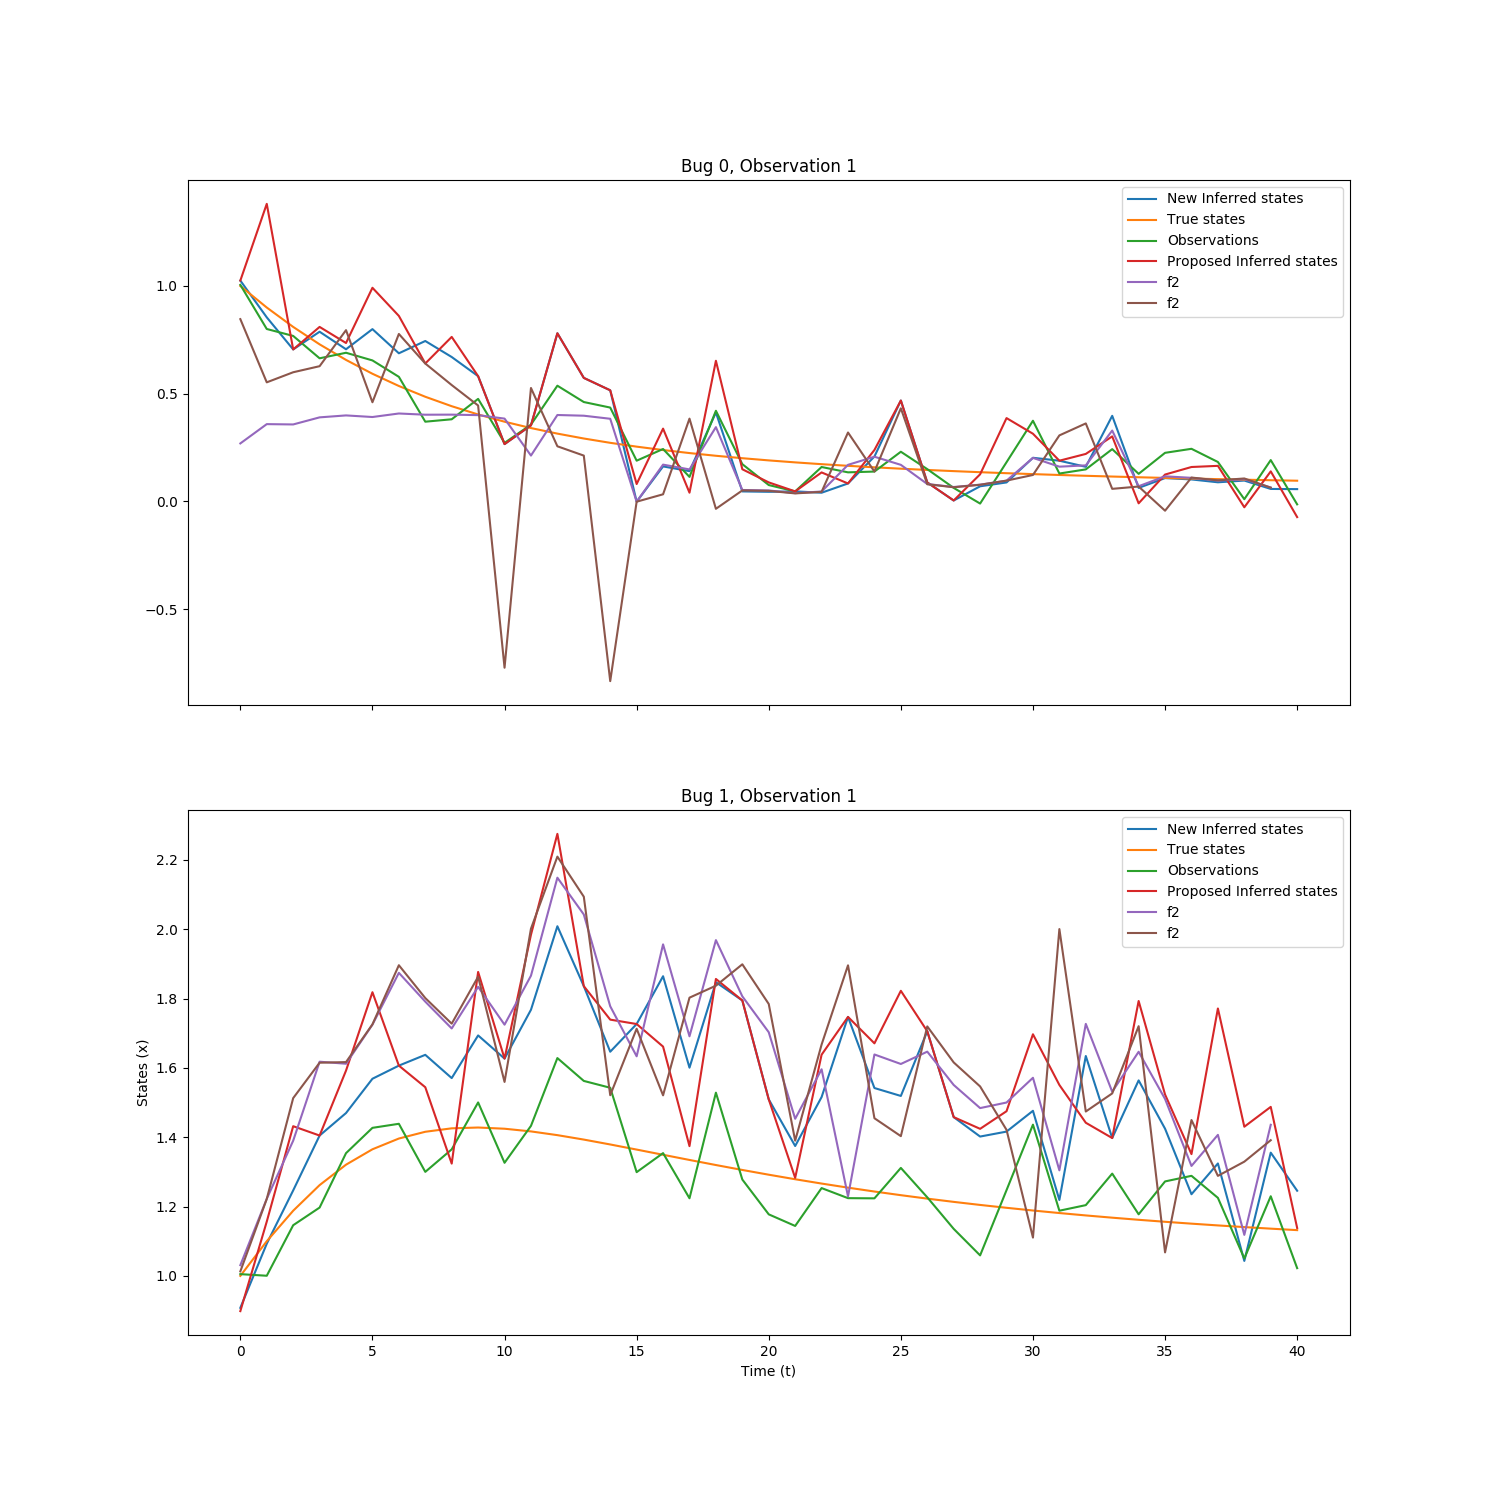 Bug 0, Observation 1
New Inferred states
True states
Observations
Proposed Inferred states
f2
f2
1.0
0.5
0.0
−0.5
Bug 1, Observation 1
New Inferred states
True states
Observations
Proposed Inferred states
f2
f2
2.2
2.0
1.8
1.6
1.4
1.2
1.0
States (x)
0 5 10 15 20 25 30 35 40
Time (t)